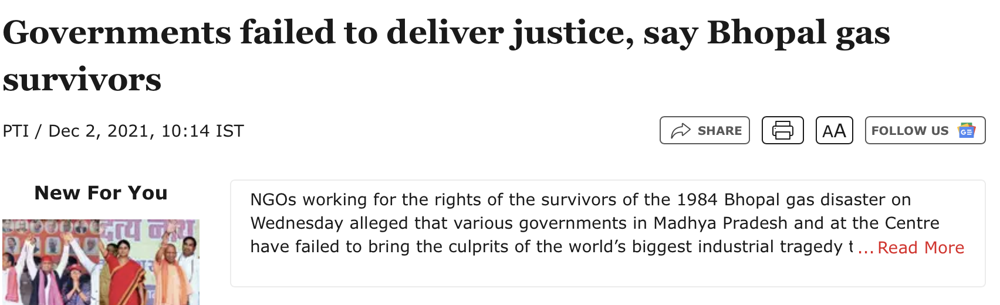 Governments failed to deliver justice, say Bhopal gas
survivors
PTI / Dec 2, 2021, 10:14 IST
SHARE
AA
FOLLOW US
GE
New For You
NGOs working for the rights of the survivors of the 1984 Bhopal gas disaster on
Wednesday alleged that various governments in Madhya Pradesh and at the Centre
have failed to bring the culprits of the world’s biggest industrial tragedy t ... Read More